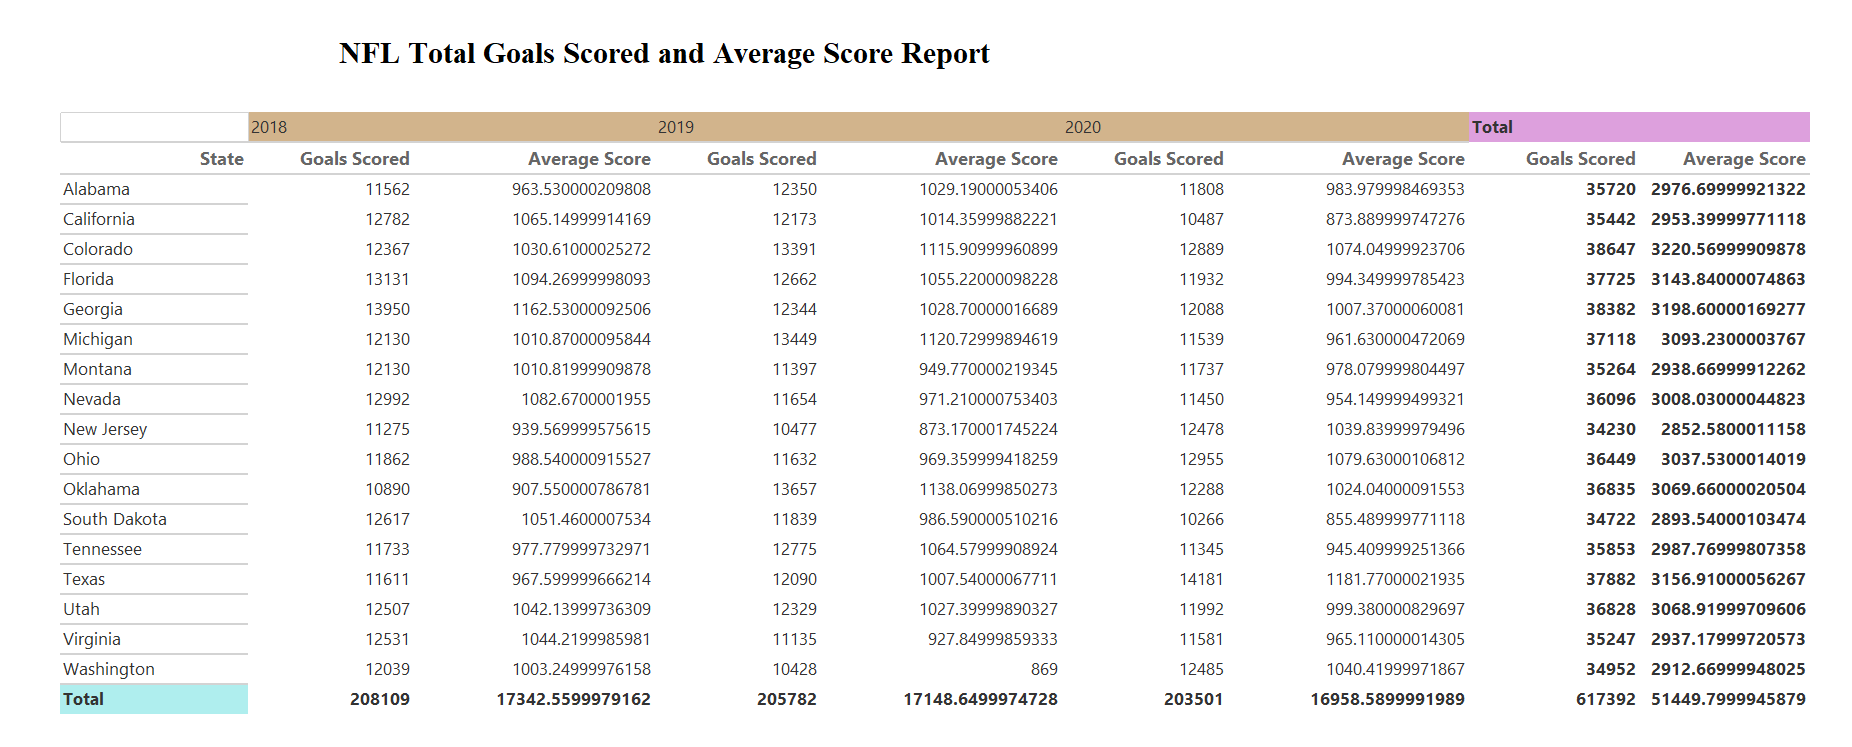 NFL Total Goals Scored and Average Score Report
2018 2019 2020 Total
State Goals Scored Average Score Goals Scored Average Score Goals Scored Average Score Goals Scored Average Score
Alabama 11562 963.530000209808 12350 1029.19000053406 11808 983.979998469353 35720 2976.69999921322
California 12782 1065.14999914169 12173 1014.35999882221 10487 873.889999747276 35442 2953.39999771118
Colorado 12367 1030.61000025272 13391 1115.90999960899 12889 1074.04999923706 38647 3220.56999909878
Florida 13131 1094.26999998093 12662 1055.22000098228 11932 994.349999785423 37725 3143.84000074863
Georgia 13950 1162.53000092506 12344 1028.70000016689 12088 1007.37000060081 38382 3198.60000169277
Michigan 12130 1010.87000095844 13449 1120.72999894619 11539 961.630000472069 37118 3093.2300003767
Montana 12130 1010.81999909878 11397 949.770000219345 11737 978.079999804497 35264 2938.66999912262
Nevada 12992 1082.6700001955 11654 971.210000753403 11450 954.149999499321 36096 3008.03000044823
New Jersey 11275 939.569999575615 10477 873.170001745224 12478 1039.83999979496 34230 2852.5800011158
Ohio 11862 988.540000915527 11632 969.359999418259 12955 1079.63000106812 36449 3037.5300014019
Oklahama 10890 907.550000786781 13657 1138.06999850273 12288 1024.04000091553 36835 3069.66000020504
South Dakota 12617 1051.4600007534 11839 986.590000510216 10266 855.489999771118 34722 2893.54000103474
Tennessee 11733 977.779999732971 12775 1064.57999908924 11345 945.409999251366 35853 2987.76999807358
Texas 11611 967.599999666214 12090 1007.54000067711 14181 1181.77000021935 37882 3156.91000056267
Utah 12507 1042.13999736309 12329 1027.39999890327 11992 999.380000829697 36828 3068.91999709606
Virginia 12531 1044.2199985981 11135 927.84999859333 11581 965.110000014305 35247 2937.17999720573
Washington 12039 1003.24999976158 10428 869 12485 1040.41999971867 34952 2912.66999948025
Total 208109 17342.5599979162 205782 17148.6499974728 203501 16958.5899991989 617392 51449.7999945879